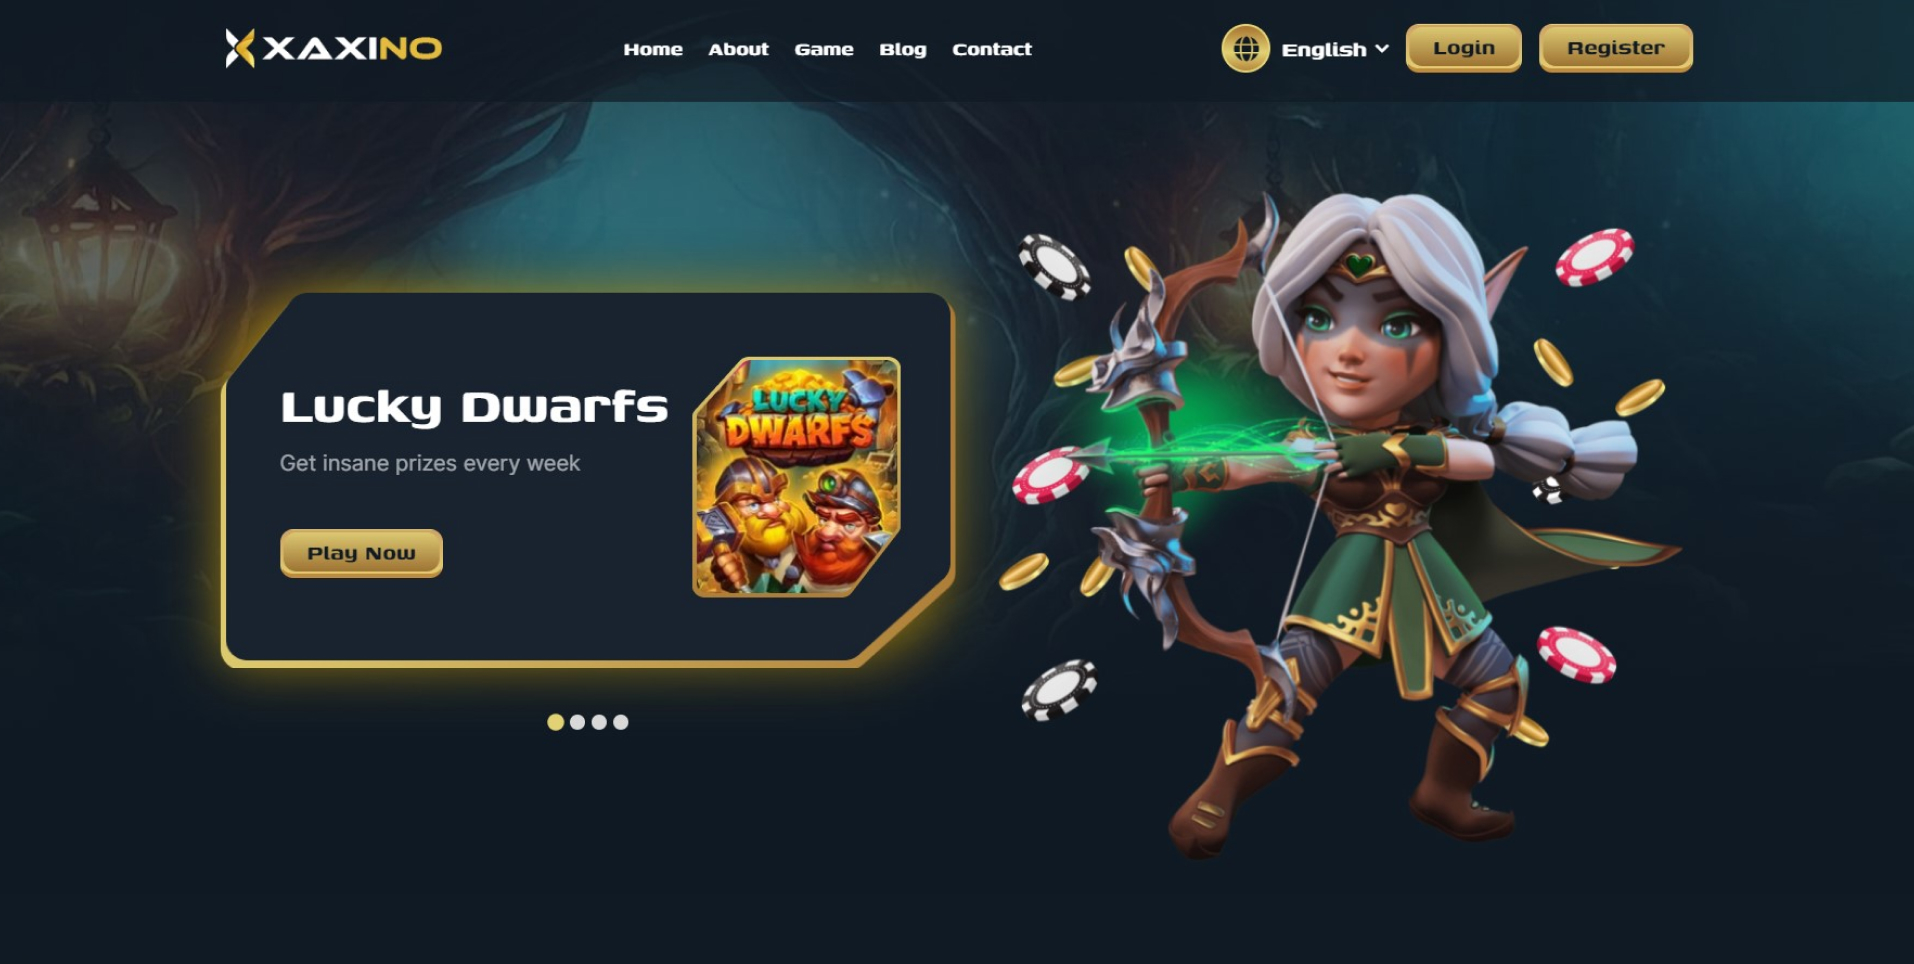 XAXINO
Home About Game Blog Contact
English
Login
Register
Lucky Dwarfs
Get insane prizes every week
Play Now
LUCKY
DWARFS